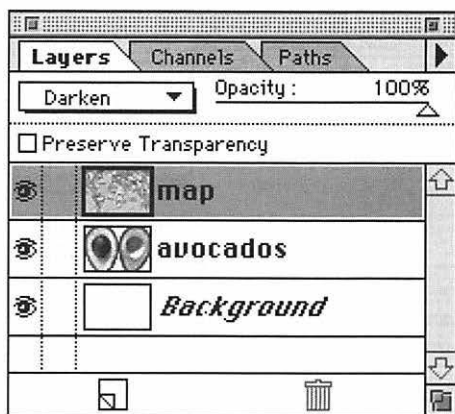 Layers Channels Paths
Darken Opacity: 100%
Preserve Transparency
map
avocados
Background